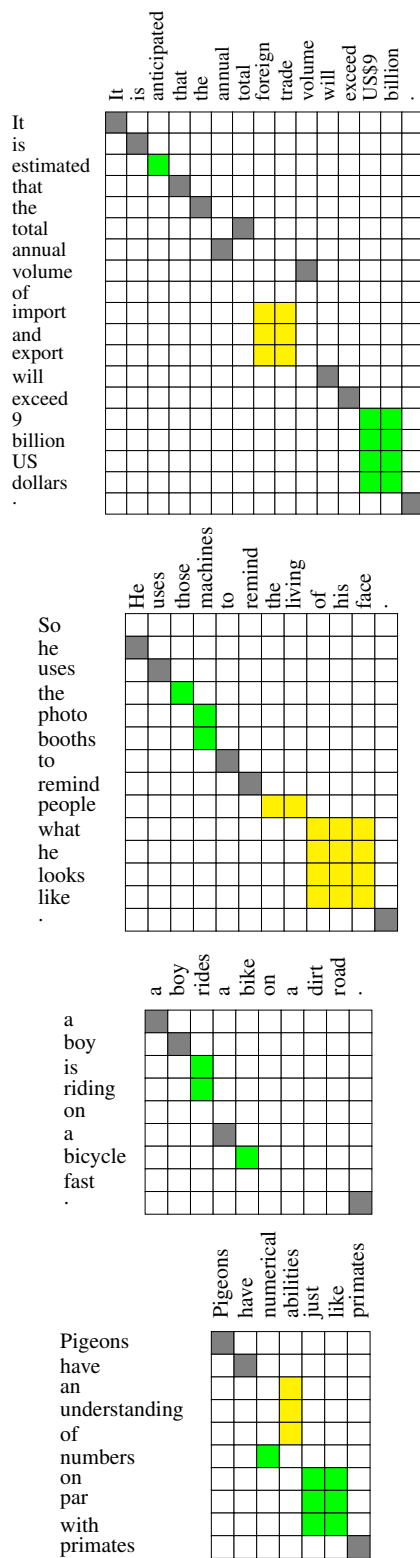 It is anticipated that the annual total foreign trade volume will exceed US$9 billion .
It
is
estimated
that
the
total
annual
volume
of
import
and
export
will
exceed
9
billion
US
dollars
.
He uses those machines to remind the living of his face .
So
he
uses
the
photo
booths
to
remind
people
what
he
looks
like
.
a boy rides a bike on a dirt road .
a
boy
is
riding
on
a
bicycle
fast
.
Pigeons have numerical abilities just like primates
Pigeons
have
an
understanding
of
numbers
on
par
with
primates